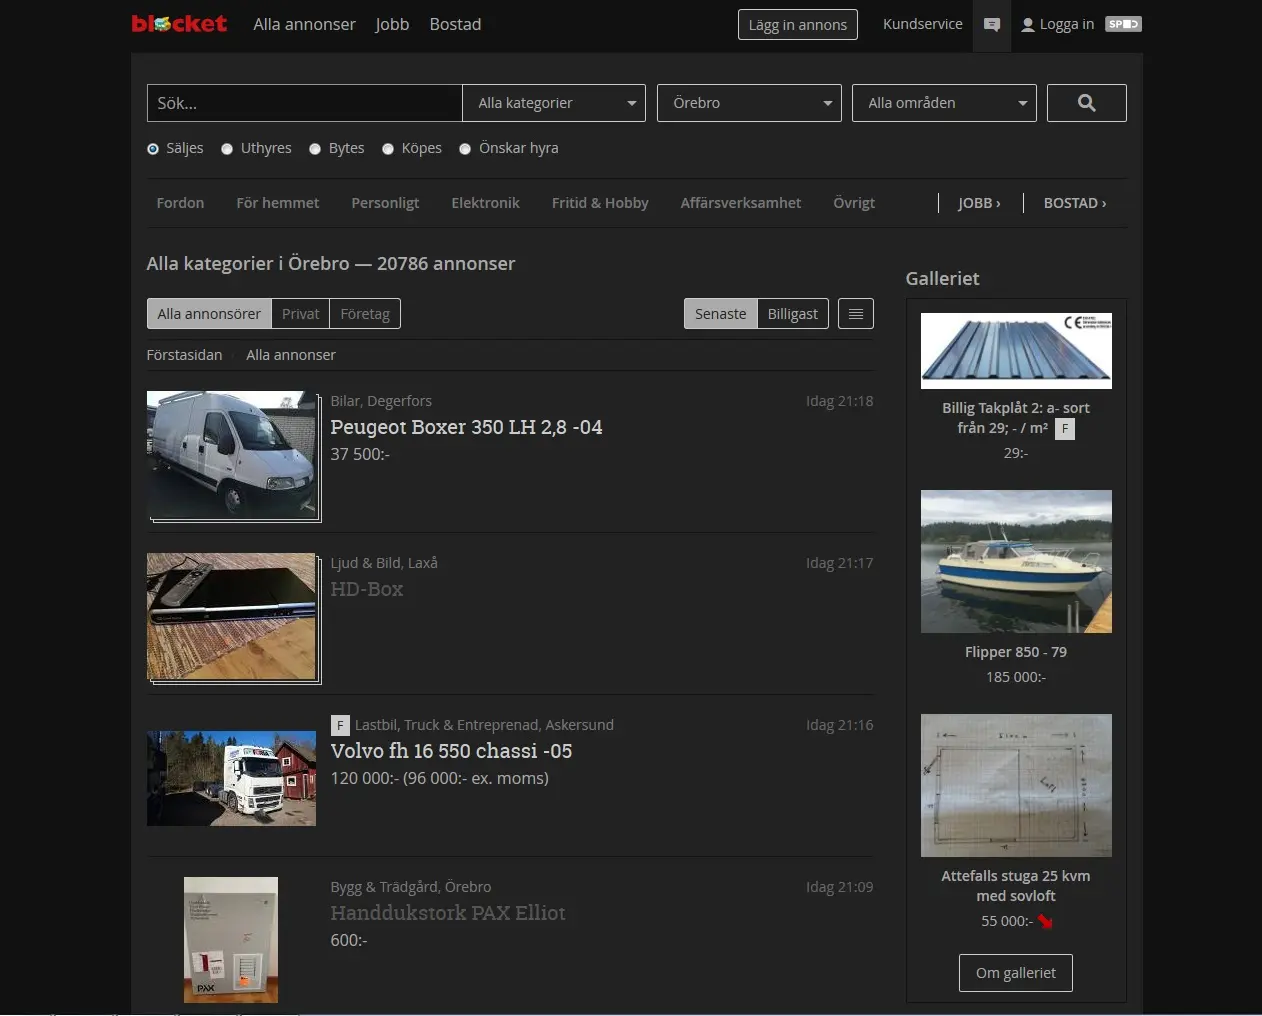 blocket Alla annonser Jobb Bostad Lägg in annons Kundservice Logga in
Sök... Alla kategorier Örebro Alla områden
Säljes Uthyres Bytes Köpes Önskar hyra
Fordon För hemmet Personligt Elektronik Fritid & Hobby Affärsverksamhet Övrigt JOBB › BOSTAD ›
Alla kategorier i Örebro — 20786 annonser
Alla annonsörer Privat Företag Senaste Billigast
Förstasidan Alla annonser
Bilar, Degerfors Idag 21:18
Peugeot Boxer 350 LH 2,8 -04
37 500:-
Ljud & Bild, Laxå Idag 21:17
HD-Box
F Lastbil, Truck & Entreprenad, Askersund Idag 21:16
Volvo fh 16 550 chassi -05
120 000:- (96 000:- ex. moms)
Bygg & Trädgård, Örebro Idag 21:09
Handdukstork PAX Elliot
600:-
PAX
Galleriet
CE
Billig Takplåt 2: a- sort
från 29; - / m² F
29:-
Flipper 850 - 79
185 000:-
Attefalls stuga 25 kvm
med sovloft
55 000:-
Om galleriet